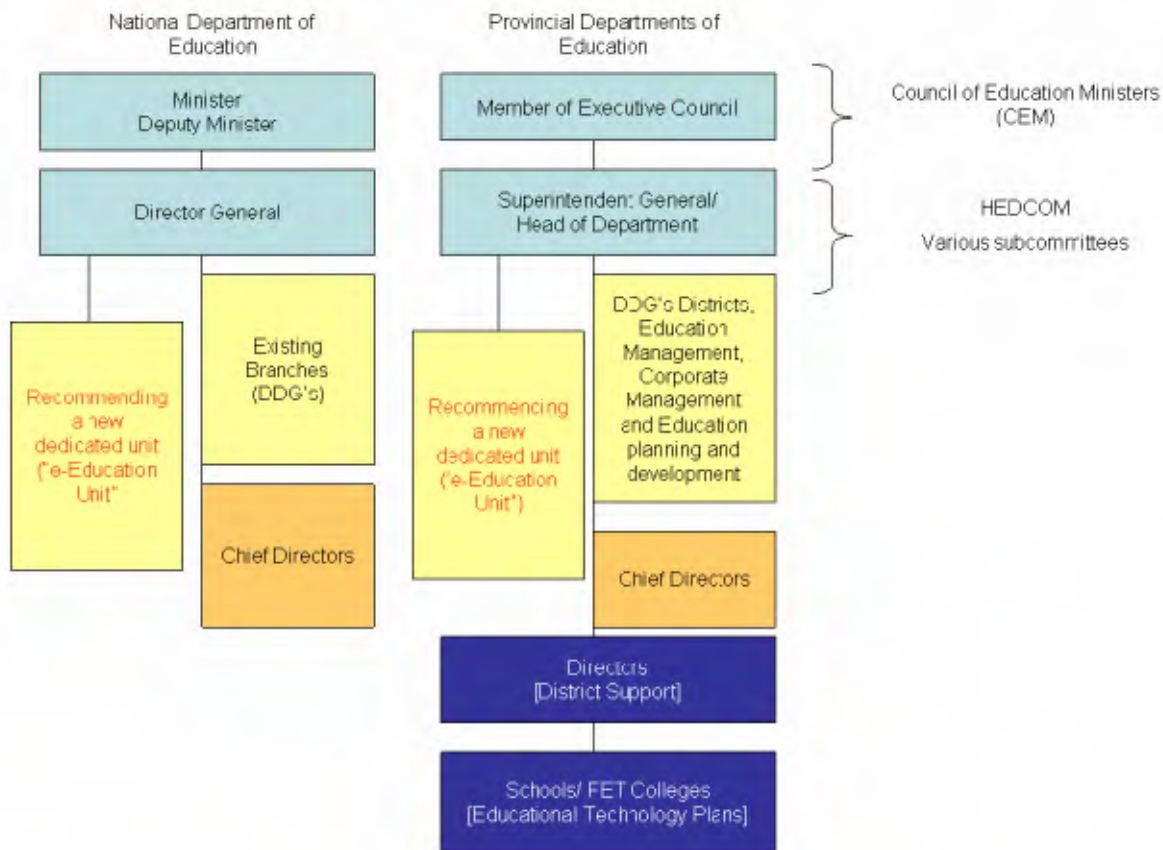 National Department of
Education
Minister
Deputy Minister
Director General
Recommending
a new
dedicated unit
("e-Education
Unit"
Existing
Branches
(DDG's)
Chief Directors
Provincial Departments of
Education
Member of Executive Council
Superintendent General/
Head of Department
Recommencing
a new
dedicated unit
("e-Education
Unit")
DDG's Districts,
Education
Management,
Corporate
Management
and Education
planning and
development
Chief Directors
Directors
[District Support]
Schools/ FET Colleges
[Educational Technology Plans]
Council of Education Ministers
(CEM)
HEDCOM
Various subcommittees